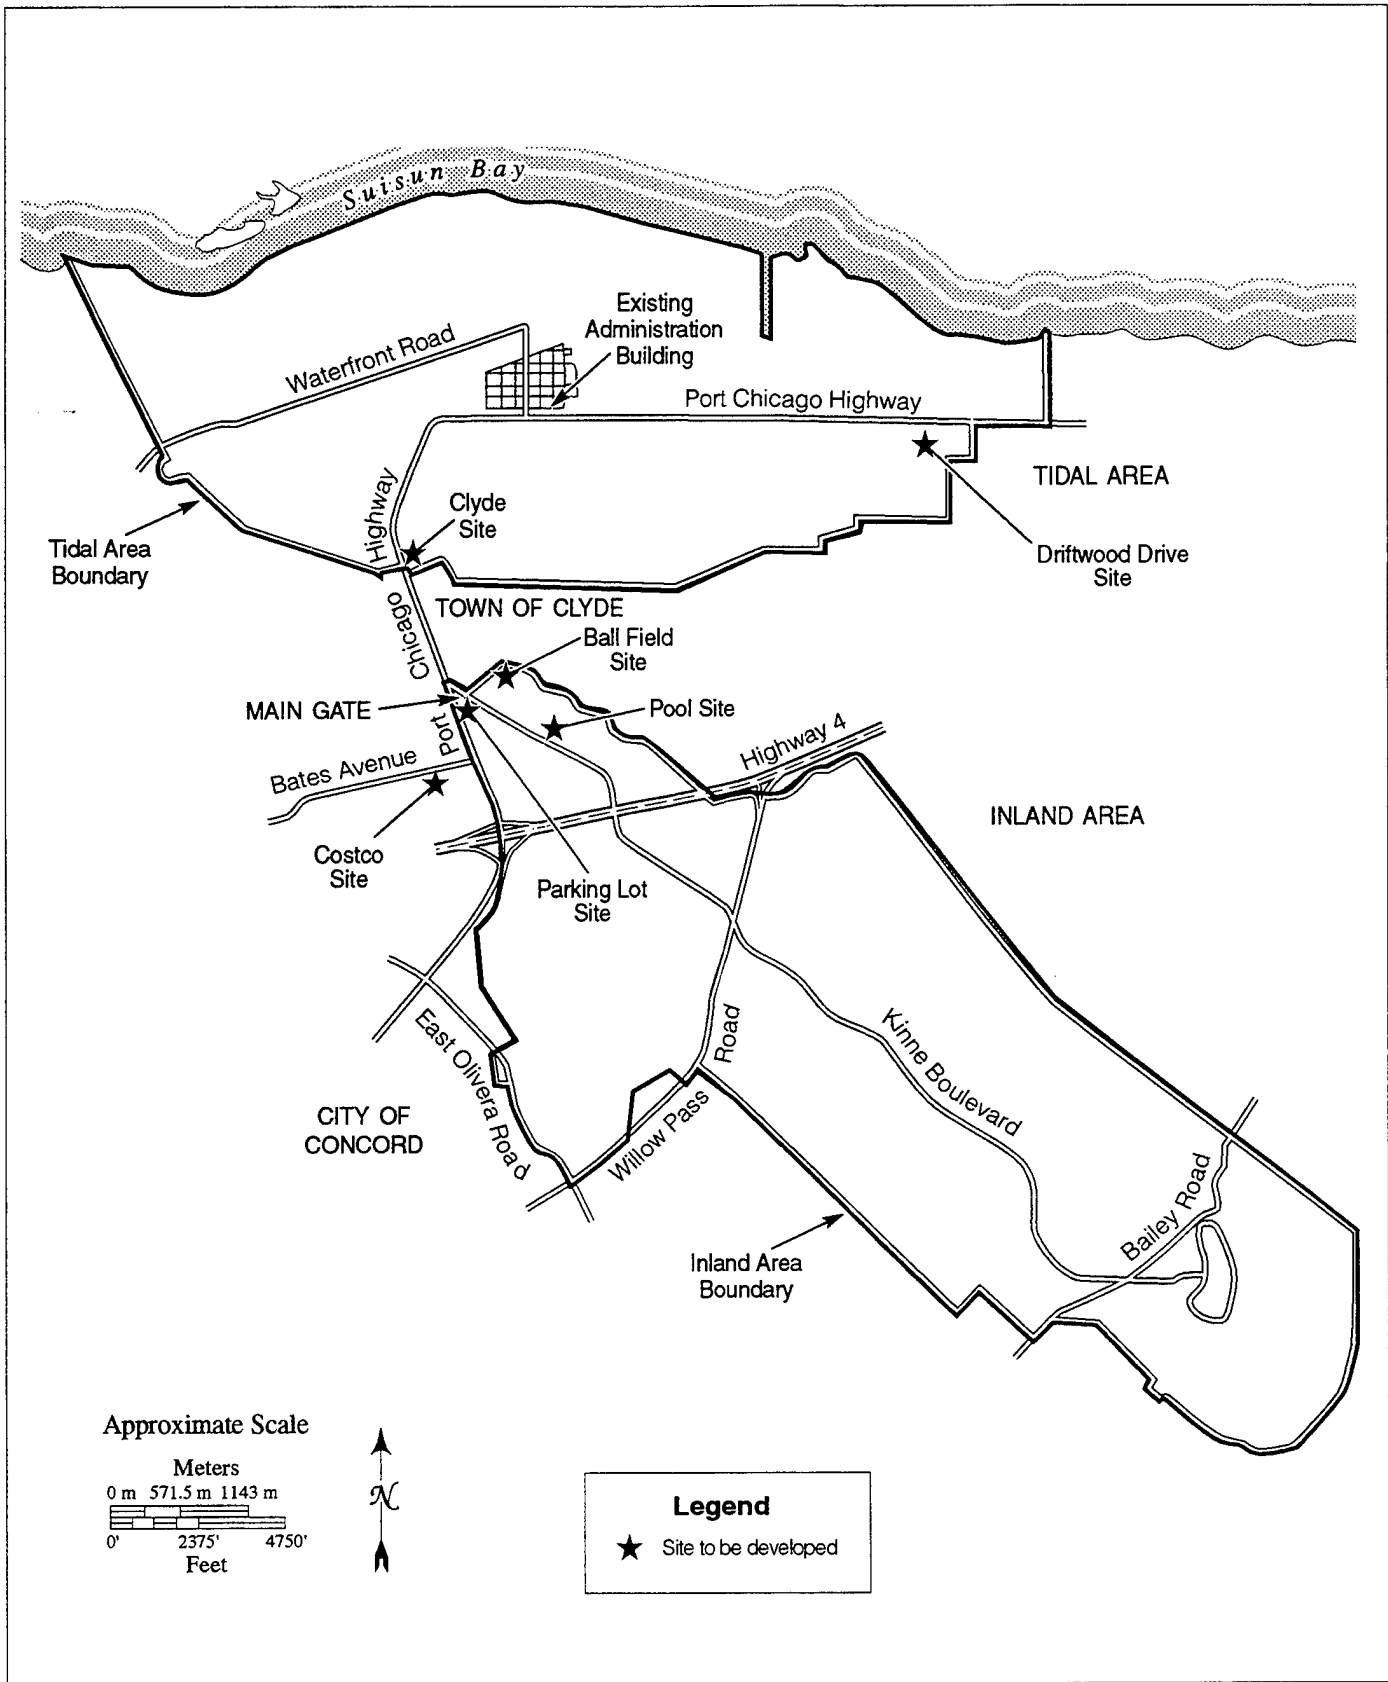 Suisun Bay
Existing
Administration
Building
Waterfront Road
Port Chicago Highway
TIDAL AREA
Highway
Clyde
Site
Tidal Area
Boundary
Driftwood Drive
Site
Chicago
TOWN OF CLYDE
Ball Field
Site
MAIN GATE
Port
Pool Site
Highway 4
Bates Avenue
INLAND AREA
Costco
Site
Parking Lot
Site
East Olivera Road
Road
Kinne Boulevard
CITY OF
CONCORD
Willow Pass
Bailey Road
Inland Area
Boundary
Approximate Scale
Meters
0 m 571.5 m 1143 m
0' 2375' 4750'
Feet
N
Legend
Site to be developed